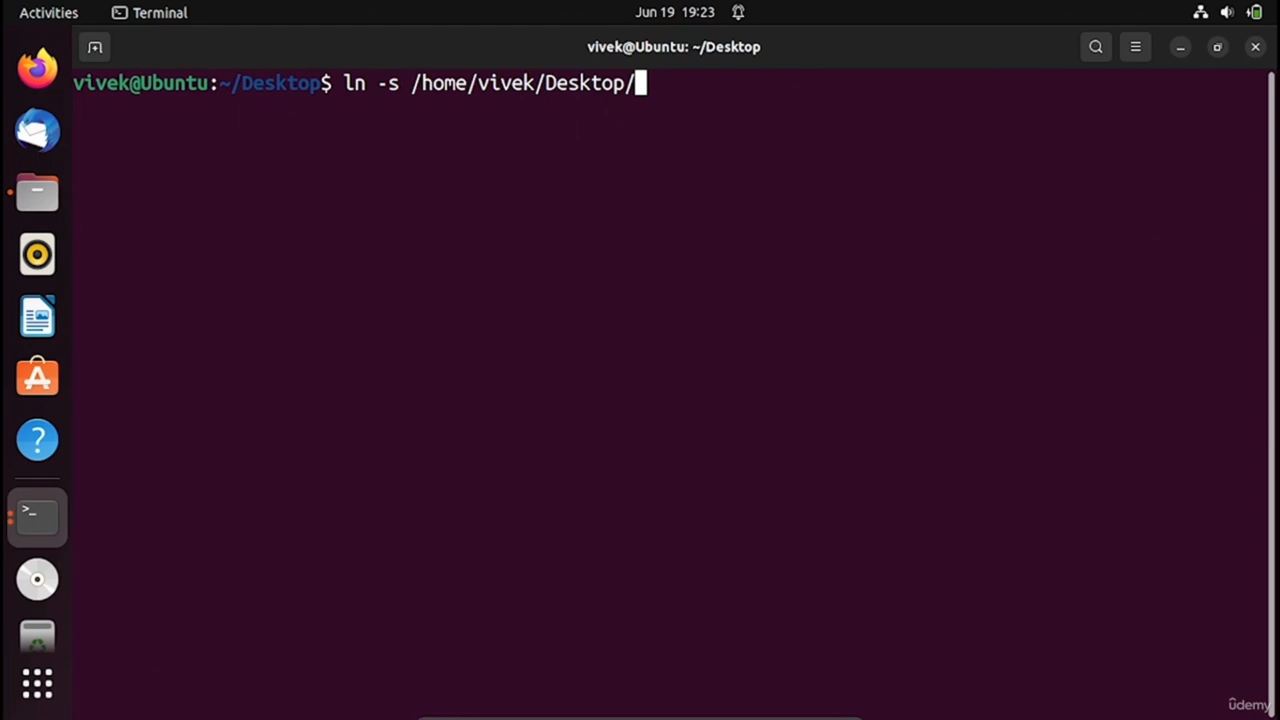 Activities
Terminal
Jun 19 19:23
vivek@Ubuntu: ~/Desktop
vivek@Ubuntu:~/Desktop$ ln -s /home/vivek/Desktop/
>_
?
A
udemy